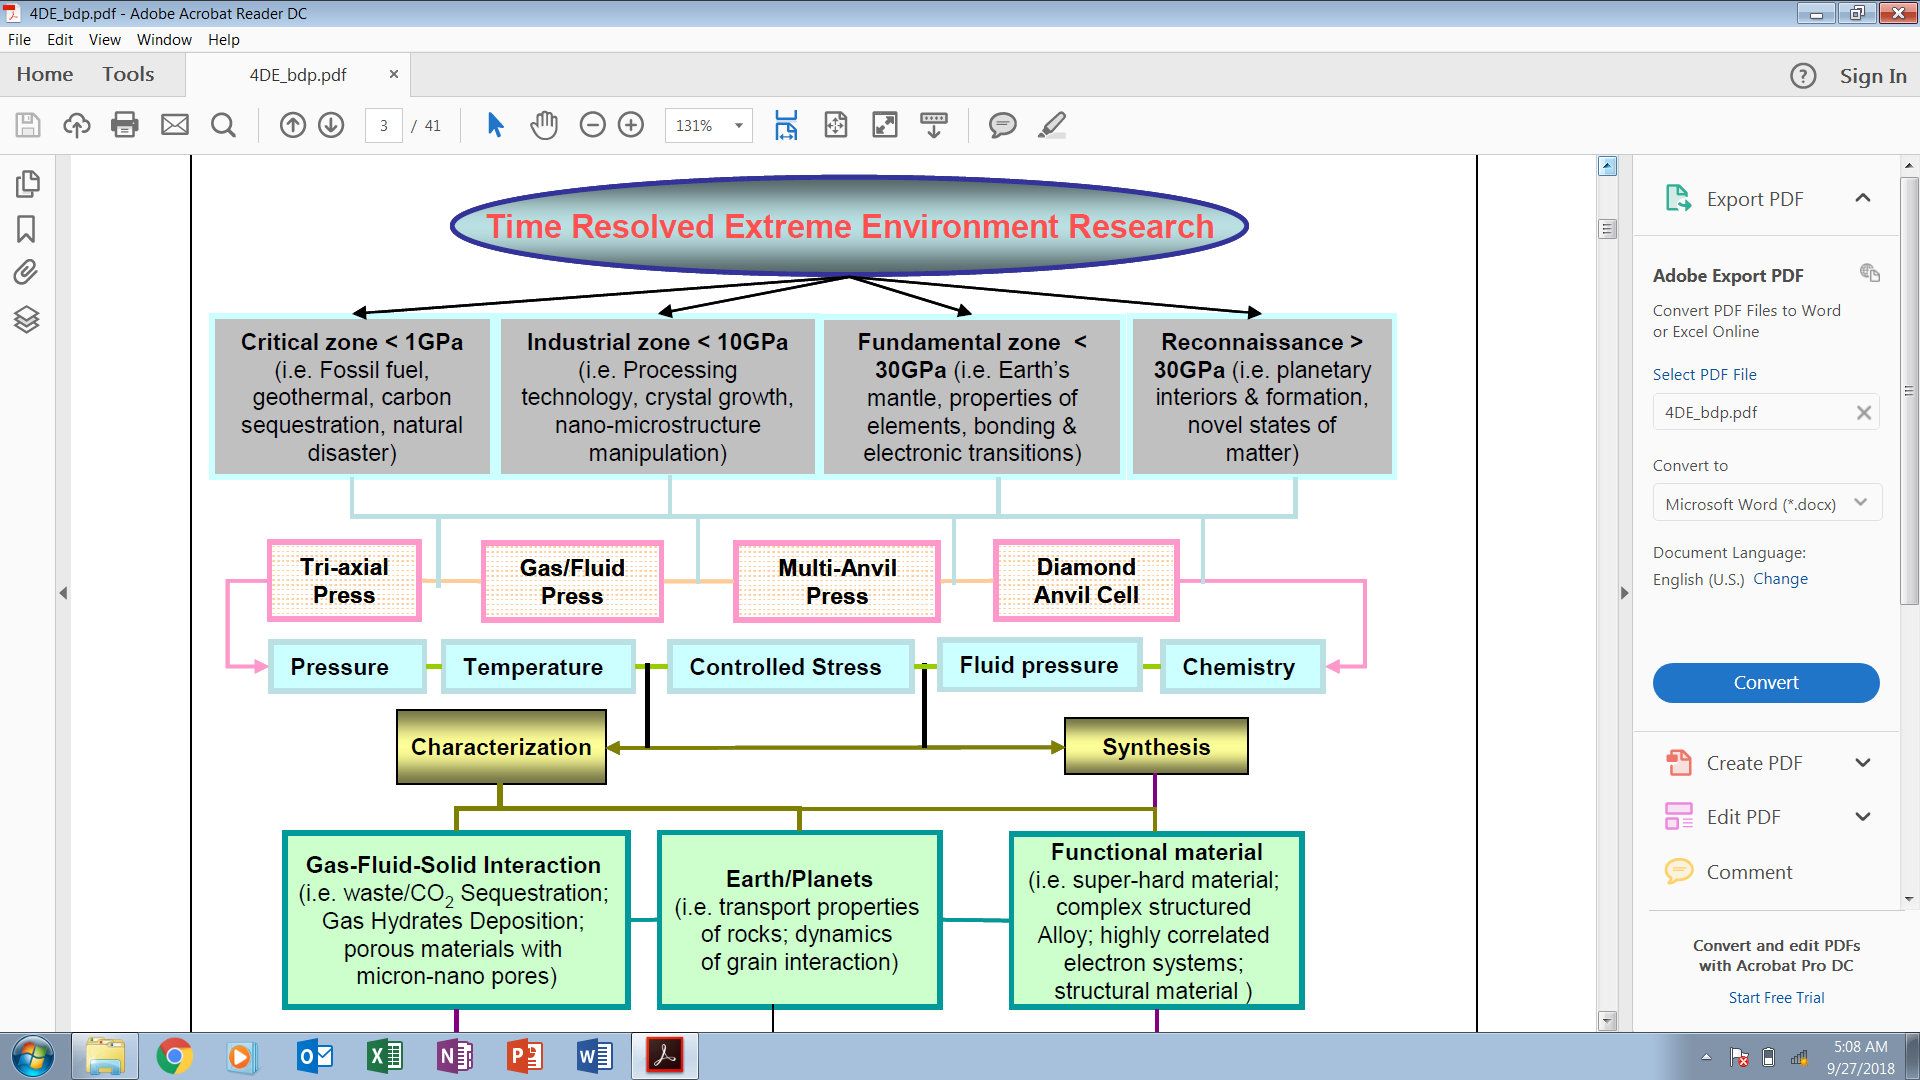 4DE_bdp.pdf - Adobe Acrobat Reader DC
File Edit View Window Help
Home Tools 4DE_bdp.pdf × ? Sign In
3 / 41 131%
Time Resolved Extreme Environment Research
Critical zone < 1GPa
(i.e. Fossil fuel,
geothermal, carbon
sequestration, natural
disaster)
Industrial zone < 10GPa
(i.e. Processing
technology, crystal growth,
nano-microstructure
manipulation)
Fundamental zone <
30GPa (i.e. Earth's
mantle, properties of
elements, bonding &
electronic transitions)
Reconnaissance >
30GPa (i.e. planetary
interiors & formation,
novel states of
matter)
Tri-axial
Press
Gas/Fluid
Press
Multi-Anvil
Press
Diamond
Anvil Cell
Pressure
Temperature
Controlled Stress
Fluid pressure
Chemistry
Characterization
Synthesis
Gas-Fluid-Solid Interaction
(i.e. waste/CO2 Sequestration;
Gas Hydrates Deposition;
porous materials with
micron-nano pores)
Earth/Planets
(i.e. transport properties
of rocks; dynamics
of grain interaction)
Functional material
(i.e. super-hard material;
complex structured
Alloy; highly correlated
electron systems;
structural material )
Export PDF
Adobe Export PDF
Convert PDF Files to Word
or Excel Online
Select PDF File
4DE_bdp.pdf
Convert to
Microsoft Word (*.docx)
Document Language:
English (U.S.) Change
Convert
Create PDF
Edit PDF
Comment
Convert and edit PDFs
with Acrobat Pro DC
Start Free Trial
5:08 AM
9/27/2018